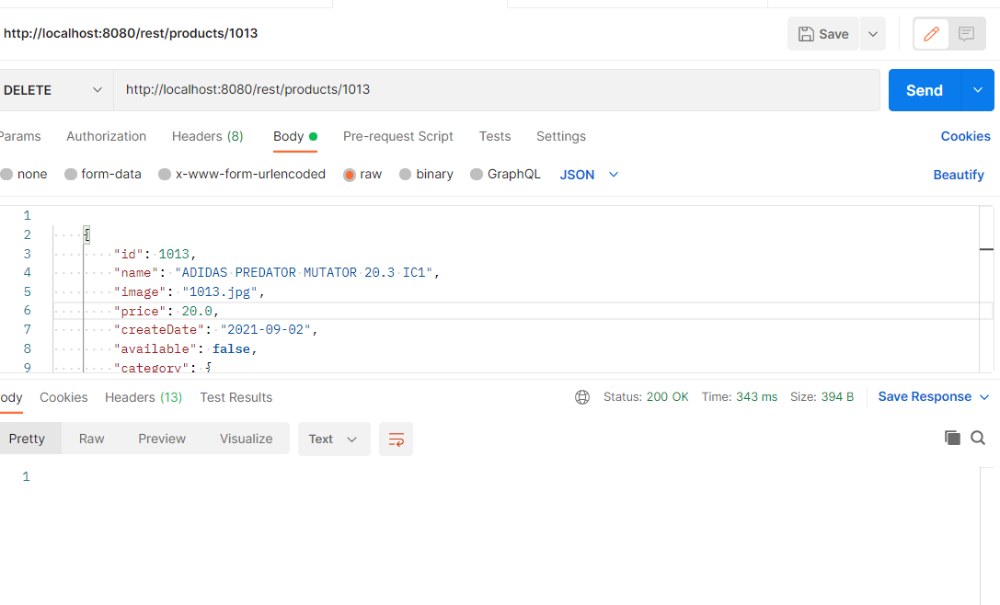 http://localhost:8080/rest/products/1013
Save
DELETE
http://localhost:8080/rest/products/1013
Send
Params Authorization Headers (8) Body Pre-request Script Tests Settings Cookies
none form-data x-www-form-urlencoded raw binary GraphQL JSON Beautify
1
2 {
3 "id": 1013,
4 "name": "ADIDAS PREDATOR MUTATOR 20.3 IC1",
5 "image": "1013.jpg",
6 "price": 20.0,
7 "createDate": "2021-09-02",
8 "available": false,
9 "category": {
ody Cookies Headers (13) Test Results Status: 200 OK Time: 343 ms Size: 394 B Save Response
Pretty Raw Preview Visualize Text
1